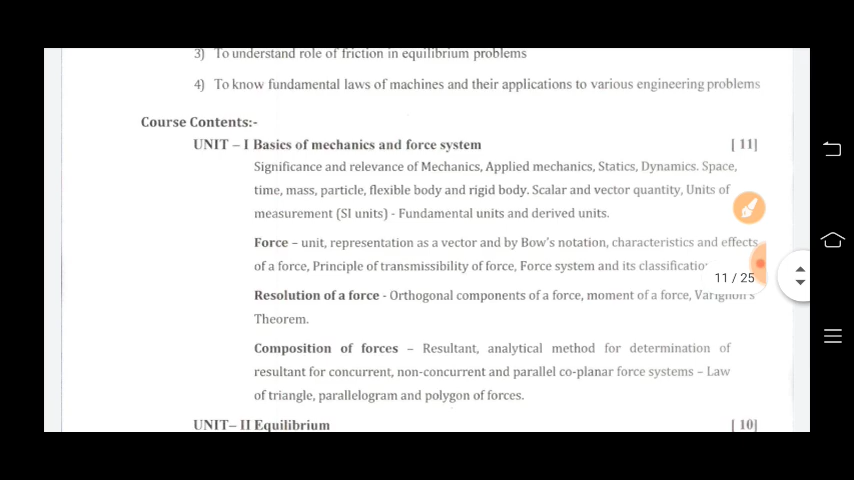 3) To understand role of friction in equilibrium problems
4) To know fundamental laws of machines and their applications to various engineering problems
Course Contents:-
UNIT – I Basics of mechanics and force system [ 11]
Significance and relevance of Mechanics, Applied mechanics, Statics, Dynamics. Space,
time, mass, particle, flexible body and rigid body. Scalar and vector quantity, Units of
measurement (SI units) - Fundamental units and derived units.
Force – unit, representation as a vector and by Bow's notation, characteristics and effects
of a force, Principle of transmissibility of force, Force system and its classificatio
11 / 25
Resolution of a force - Orthogonal components of a force, moment of a force, Varignon's
Theorem.
Composition of forces – Resultant, analytical method for determination of
resultant for concurrent, non-concurrent and parallel co-planar force systems – Law
of triangle, parallelogram and polygon of forces.
UNIT– II Equilibrium [ 10]